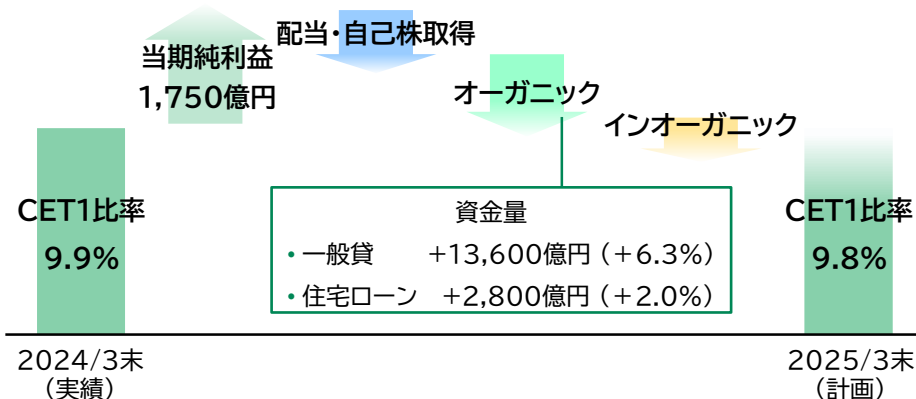 当期純利益
1,750億円
配当・自己株取得
オーガニック
インオーガニック
CET1比率
9.9%
資金量
・一般貸 +13,600億円(+6.3%)
・住宅ローン +2,800億円(+2.0%)
CET1比率
9.8%
2024/3末
(実績)
2025/3末
(計画)